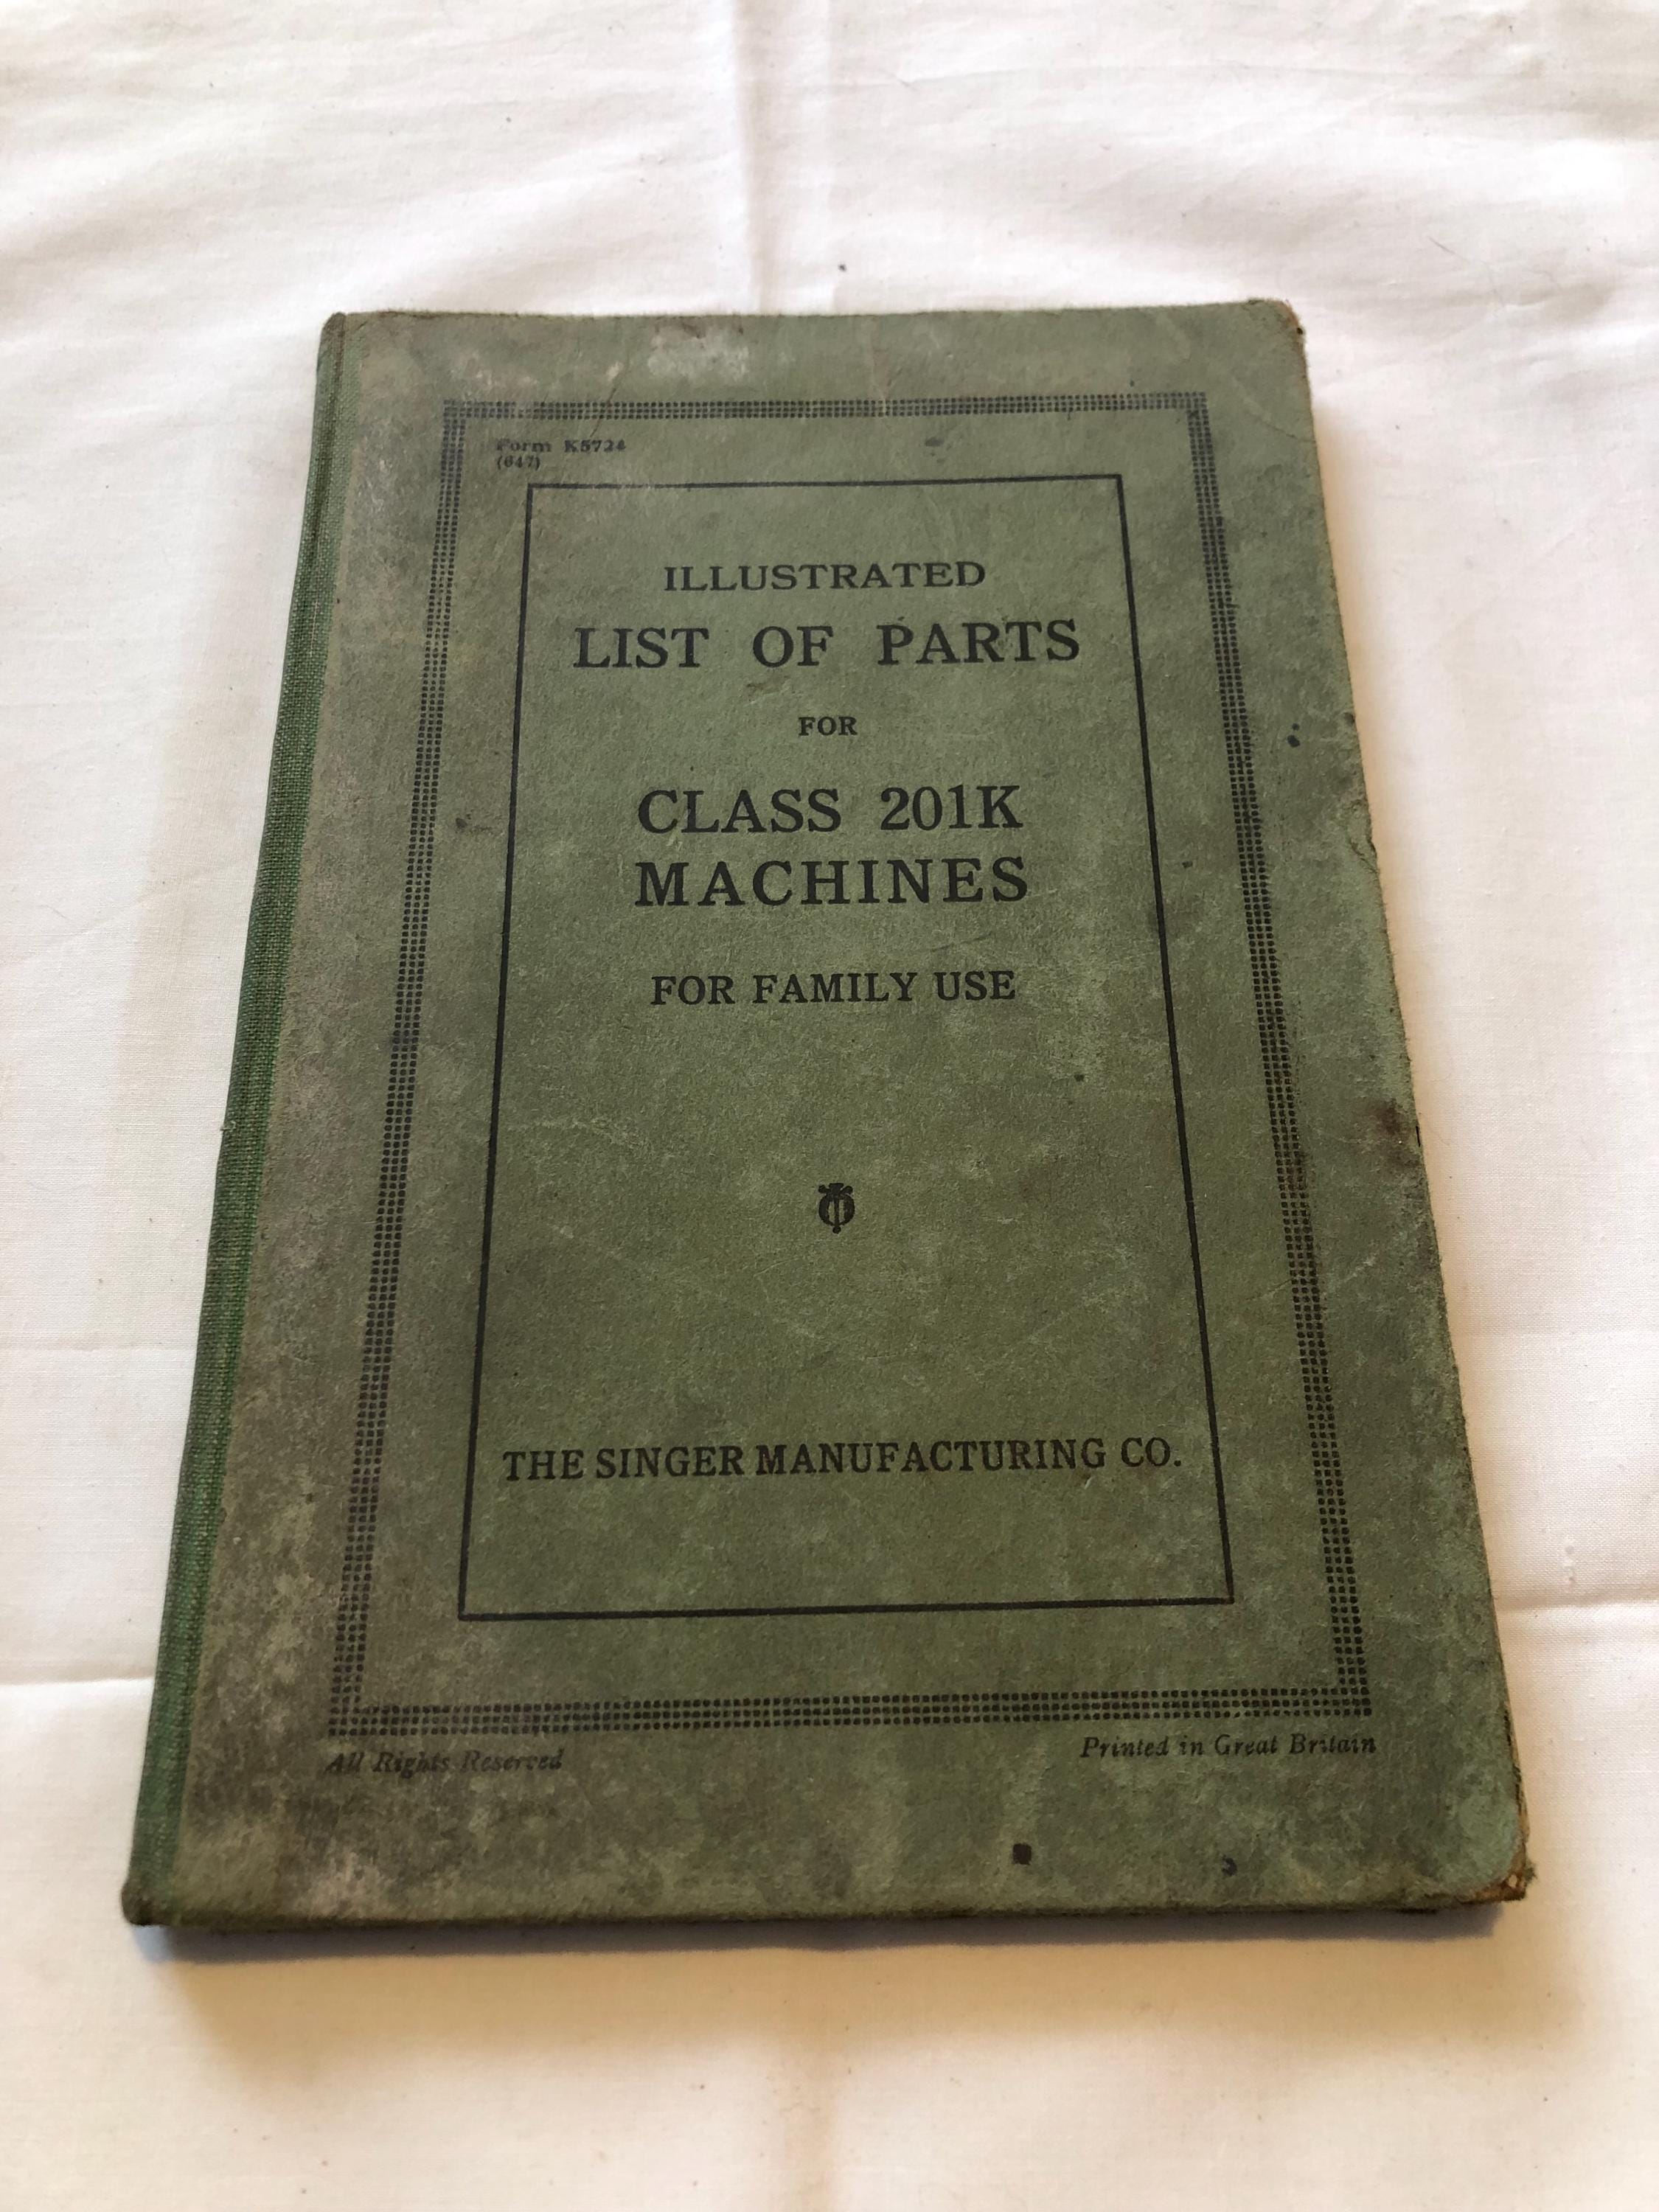 Form K5724
(647)
ILLUSTRATED
LIST OF PARTS
FOR
CLASS 201K
MACHINES
FOR FAMILY USE
THE SINGER MANUFACTURING CO.
All Rights Reserved
Printed in Great Britain